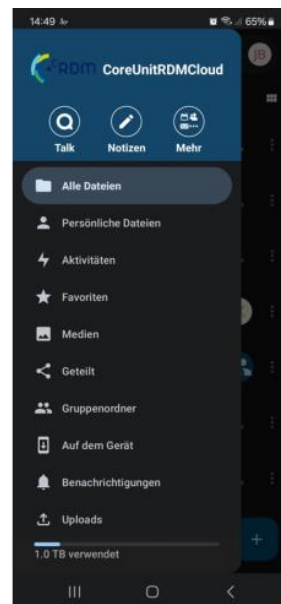 14:49
65%
RDM CoreUnitRDMCloud
JB
Talk Notizen Mehr
Alle Dateien
Persönliche Dateien
Aktivitäten
Favoriten
Medien
Geteilt
Gruppenordner
Auf dem Gerät
Benachrichtigungen
Uploads
1.0 TB verwendet